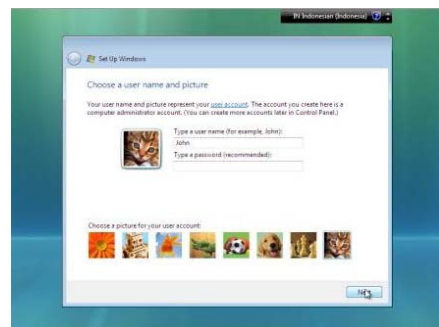 IN Indonesian (Indonesia)
Set Up Windows
Choose a user name and picture
Your user name and picture represent your user account. The account you create here is a
computer administrator account. (You can create more accounts later in Control Panel.)
Type a user name (for example, John):
John
Type a password (recommended):
Choose a picture for your user account: